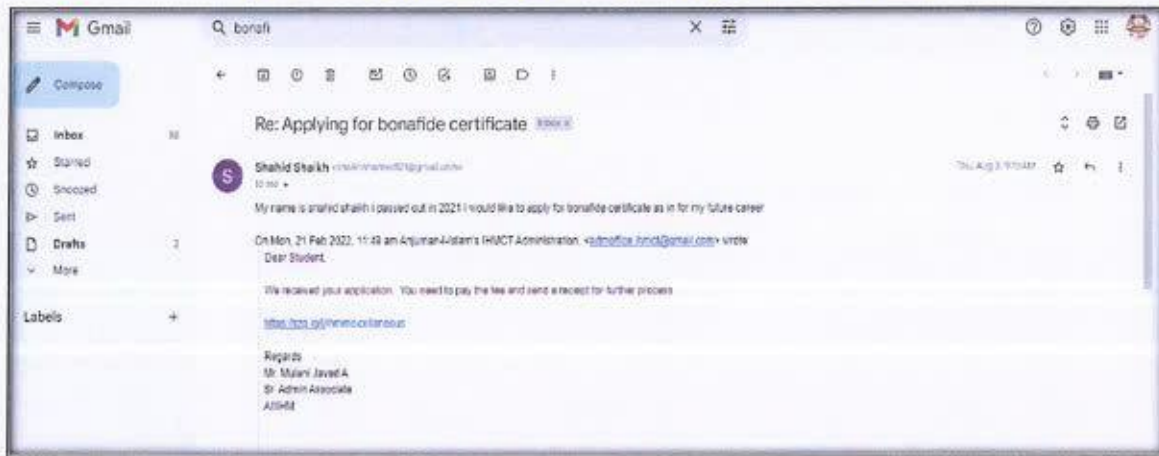 Gmail
bonafi
Compose
Inbox
Starred
Snoozed
Sent
Drafts 2
More
Labels +
Re: Applying for bonafide certificate
Shahid Shaikh
to me
My name is shahid shaikh i passed out in 2021 i would like to apply for bonafide certificate as in for my future career
On Mon, 21 Feb 2022, 11:49 am Anjuman-I-Islam's IHMCT Administration, wrote
Dear Student,
We received your application. You need to pay the fee and send a receipt for further process
Regards
Mr. Mulani Javed A
Sr Admin Associate
AIIHM